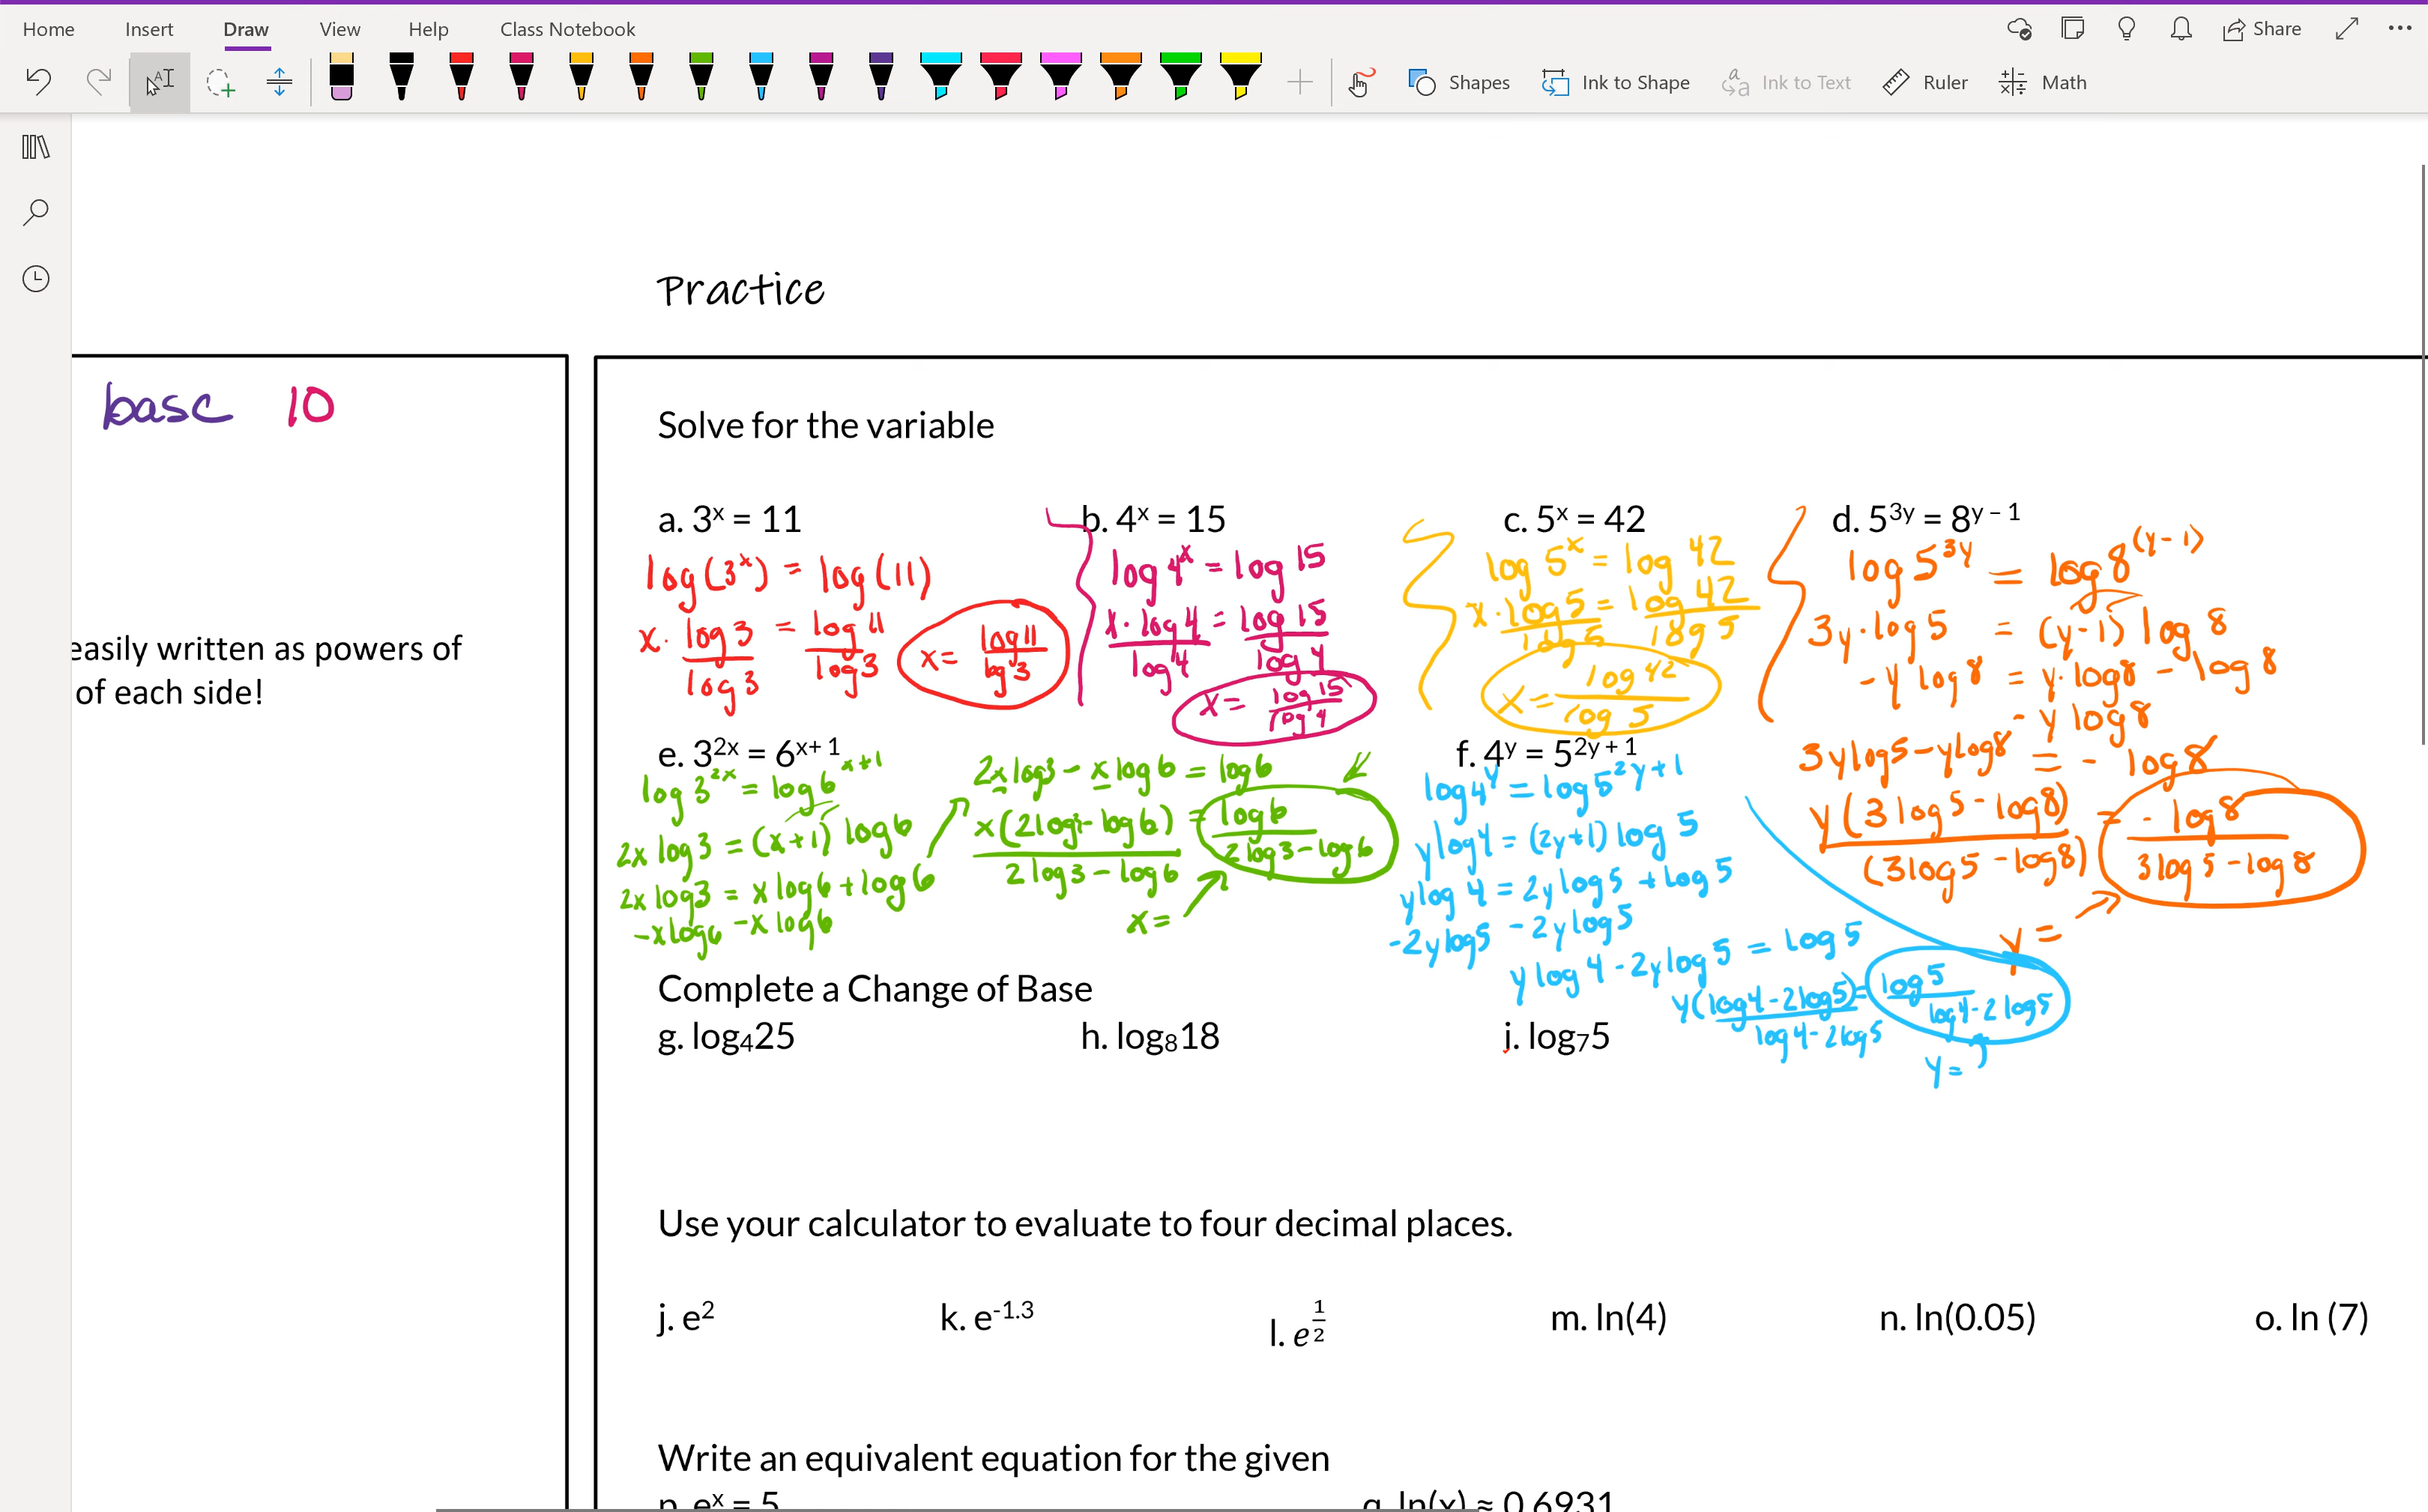 Home Insert Draw View Help Class Notebook Share
Shapes Ink to Shape Ink to Text Ruler Math
Practice
base 10
easily written as powers of
of each side!
Solve for the variable
a. 3ˣ = 11
log(3ˣ) = log(11)
x · log 3 / log 3 = log 11 / log 3
x = log 11 / log 3
b. 4ˣ = 15
log 4ˣ = log 15
x · log 4 / log 4 = log 15 / log 4
x = log 15 / log 4
c. 5ˣ = 42
log 5ˣ = log 42
x · log 5 / log 5 = log 42 / log 5
x = log 42 / log 5
d. 5³ʸ = 8ʸ ⁻ ¹
log 5³ʸ = log 8⁽ʸ⁻¹⁾
3y · log 5 = (y-1) log 8
- y log 8 = y · log 8 - log 8
- y log 8
3y log 5 - y log 8 = - log 8
y (3 log 5 - log 8) / (3 log 5 - log 8) = - log 8 / 3 log 5 - log 8
y =
e. 3²ˣ = 6ˣ⁺ ¹
log 3²ˣ = log 6ˣ⁺¹
2x log 3 = (x+1) log 6
2x log 3 = x log 6 + log 6
-x log 6 -x log 6
2x log 3 - x log 6 = log 6
x (2 log 3 - log 6) / 2 log 3 - log 6 = log 6 / 2 log 3 - log 6
x =
f. 4ʸ = 5²ʸ ⁺ ¹
log 4ʸ = log 5²ʸ⁺¹
y log 4 = (2y+1) log 5
y log 4 = 2y log 5 + log 5
-2y log 5 -2y log 5
y log 4 - 2y log 5 = log 5
y (log 4 - 2 log 5) / log 4 - 2 log 5 = log 5 / log 4 - 2 log 5
y =
Complete a Change of Base
g. log₄25 h. log₈18 i. log₇5
Use your calculator to evaluate to four decimal places.
j. e² k. e⁻¹·³ l. e^(1/2) m. ln(4) n. ln(0.05) o. ln (7)
Write an equivalent equation for the given
p. eˣ = 5 q. ln(x) ≈ 0.6931